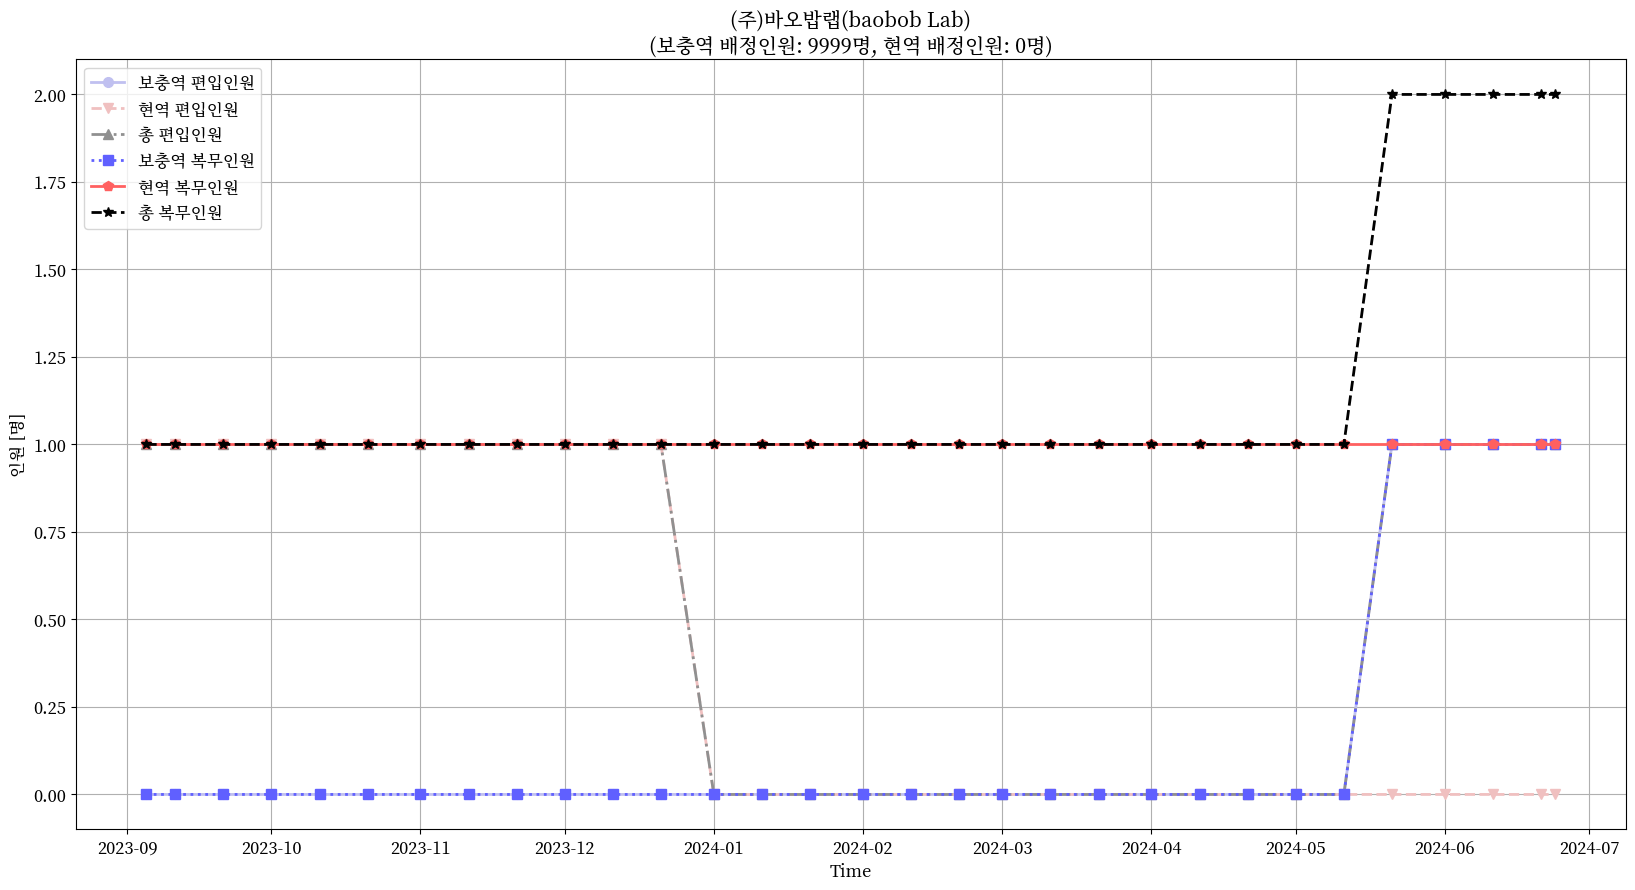 (주)바오밥랩(baobob Lab)
(보충역 배정인원: 9999명, 현역 배정인원: 0명)
보충역 편입인원
현역 편입인원
총 편입인원
보충역 복무인원
현역 복무인원
총 복무인원
2.00
1.75
1.50
1.25
1.00
0.75
0.50
0.25
0.00
인원 [명]
2023-09
2023-10
2023-11
2023-12
2024-01
2024-02
2024-03
2024-04
2024-05
2024-06
2024-07
Time